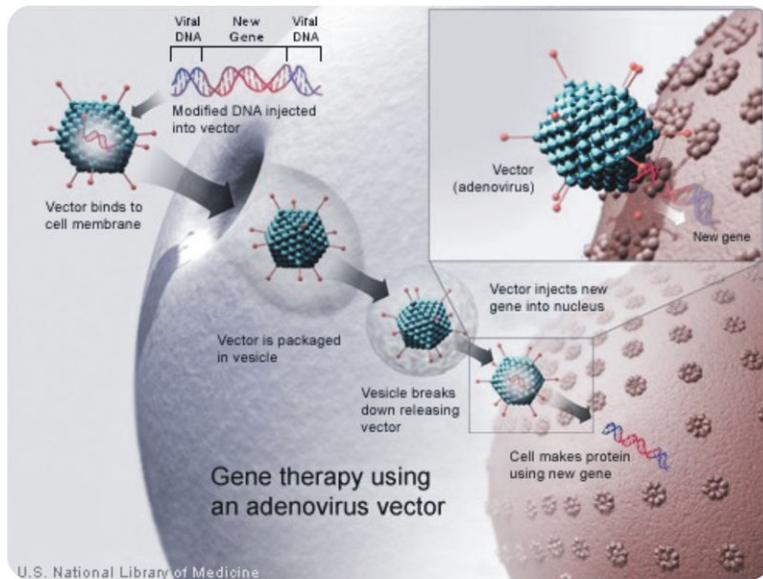 Viral
DNA
New
Gene
Viral
DNA
Modified DNA injected
into vector
Vector binds to
cell membrane
Vector is packaged
in vesicle
Vesicle breaks
down releasing
vector
Vector
(adenovirus)
New gene
Vector injects new
gene into nucleus
Cell makes protein
using new gene
Gene therapy using
an adenovirus vector
U.S. National Library of Medicine